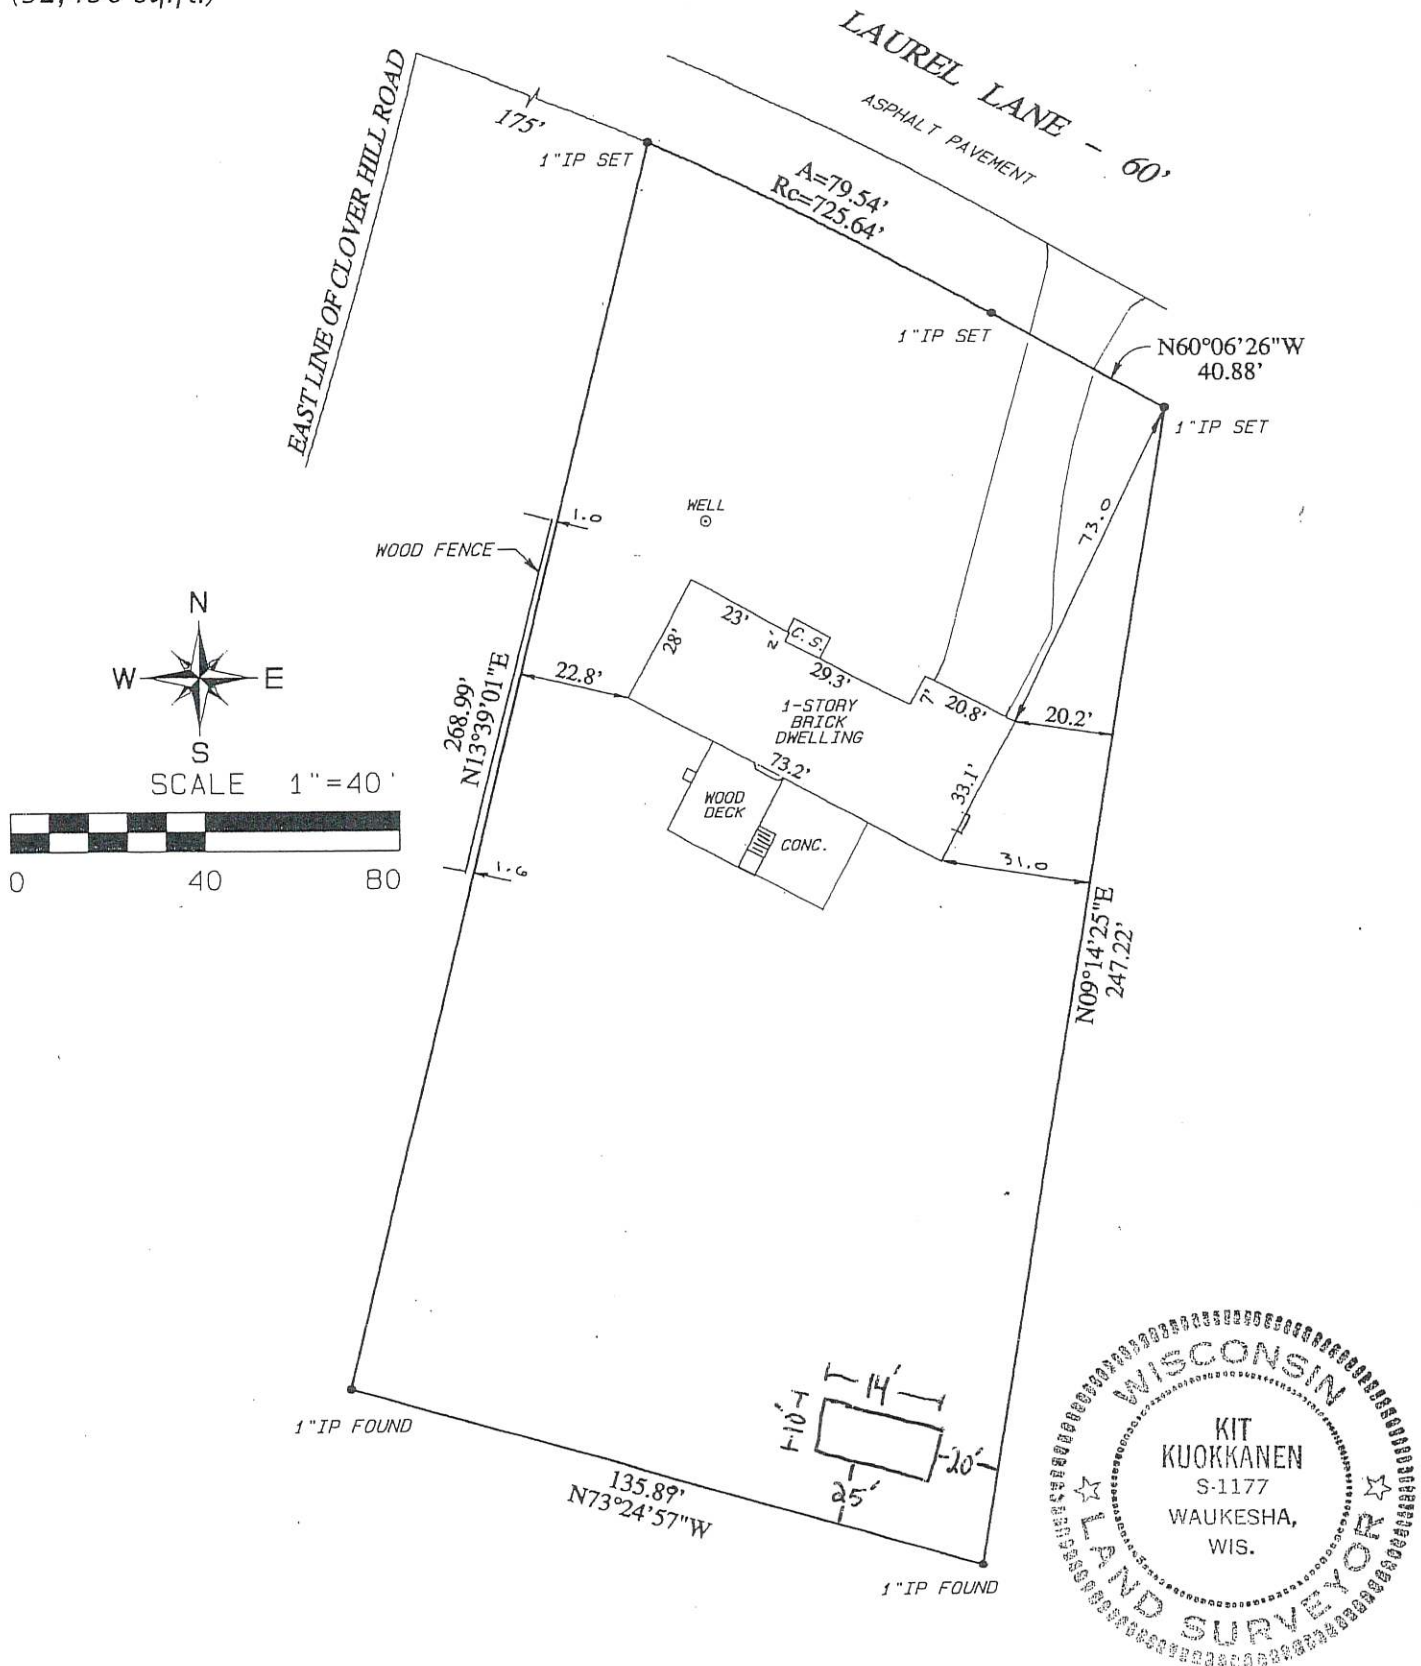 LAUREL LANE - 60'
ASPHALT PAVEMENT
EAST LINE OF CLOVER HILL ROAD
175'
1"IP SET
A=79.54'
Rc=725.64'
1"IP SET
N60°06'26"W
40.88'
1"IP SET
73.0
WELL
1.0
WOOD FENCE
N
W
E
S
SCALE 1"=40'
0
40
80
268.99'
N13°39'01"E
22.8'
28'
23'
2'
C.S.
29.3'
7'
20.8'
20.2'
1-STORY
BRICK
DWELLING
73.2'
33.1'
WOOD
DECK
CONC.
31.0
1.6
N09°14'25"E
247.22'
14'
10'
20'
25'
1"IP FOUND
135.89'
N73°24'57"W
1"IP FOUND
WISCONSIN
KIT
KUOKKANEN
S-1177
WAUKESHA,
WIS.
LAND SURVEYOR